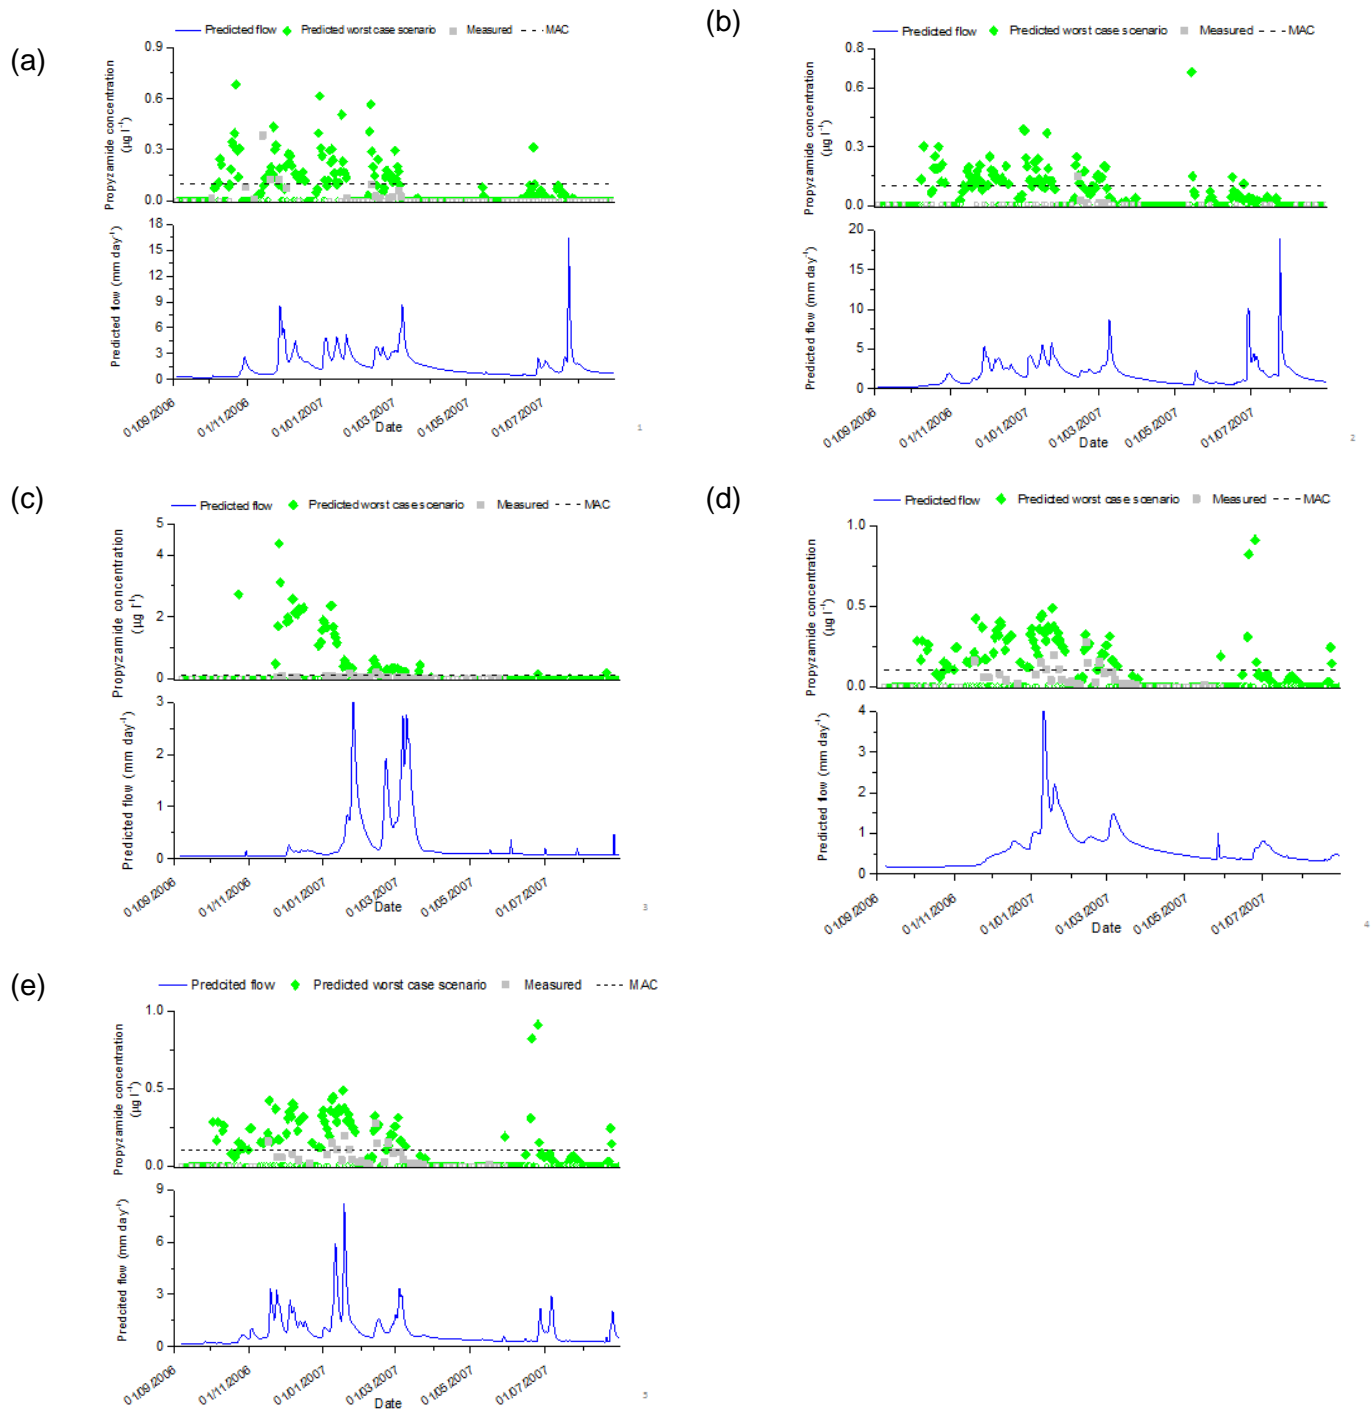 (a)
Predicted flow Predicted worst case scenario Measured MAC
Propyzamide concentration
(µg l⁻¹)
0.9
0.6
0.3
0.0
Predicted flow (mm day⁻¹)
18
15
12
9
6
3
0
01/09/2006 01/11/2006 01/01/2007 01/03/2007 01/05/2007 01/07/2007
Date
1
(b)
Predicted flow Predicted worst case scenario Measured MAC
Propyzamide concentration
(µg l⁻¹)
0.8
0.6
0.3
0.0
Predicted flow (mm day⁻¹)
20
15
10
5
0
01/09/2006 01/11/2006 01/01/2007 01/03/2007 01/05/2007 01/07/2007
Date
2
(c)
Predicted flow Predicted worst case scenario Measured MAC
Propyzamide concentration
(µg l⁻¹)
5
4
2
0
Predicted flow (mm day⁻¹)
3
2
1
0
01/09/2006 01/11/2006 01/01/2007 01/03/2007 01/05/2007 01/07/2007
Date
3
(d)
Predicted flow Predicted worst case scenario Measured MAC
Propyzamide concentration
(µg l⁻¹)
1.0
0.5
0.0
Predicted flow (mm day⁻¹)
4
3
2
1
0
01/09/2006 01/11/2006 01/01/2007 01/03/2007 01/05/2007 01/07/2007
Date
4
(e)
Predcited flow Predicted worst case scenario Measured MAC
Propyzamide concentration
(µg l⁻¹)
1.0
0.5
0.0
Predcited flow (mm day⁻¹)
9
6
3
0
01/09/2006 01/11/2006 01/01/2007 01/03/2007 01/05/2007 01/07/2007
Date
5